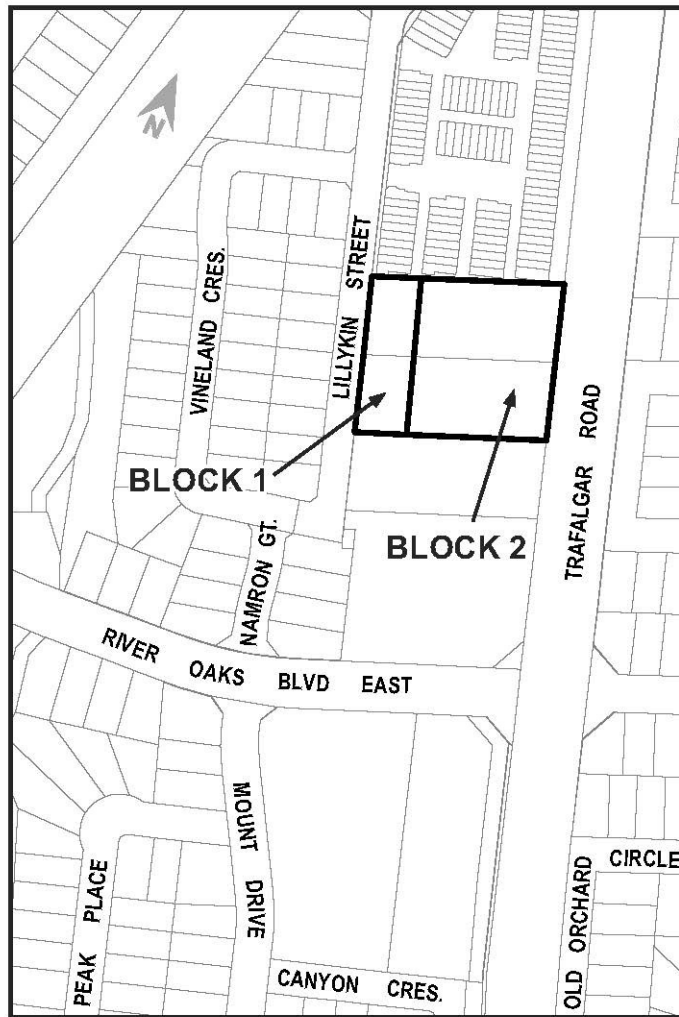 N
VINELAND CRES.
LILLYKIN STREET
BLOCK 1
BLOCK 2
TRAFALGAR ROAD
NAMRON GT.
RIVER OAKS BLVD EAST
MOUNT DRIVE
PEAK PLACE
OLD ORCHARD CIRCLE
CANYON CRES.